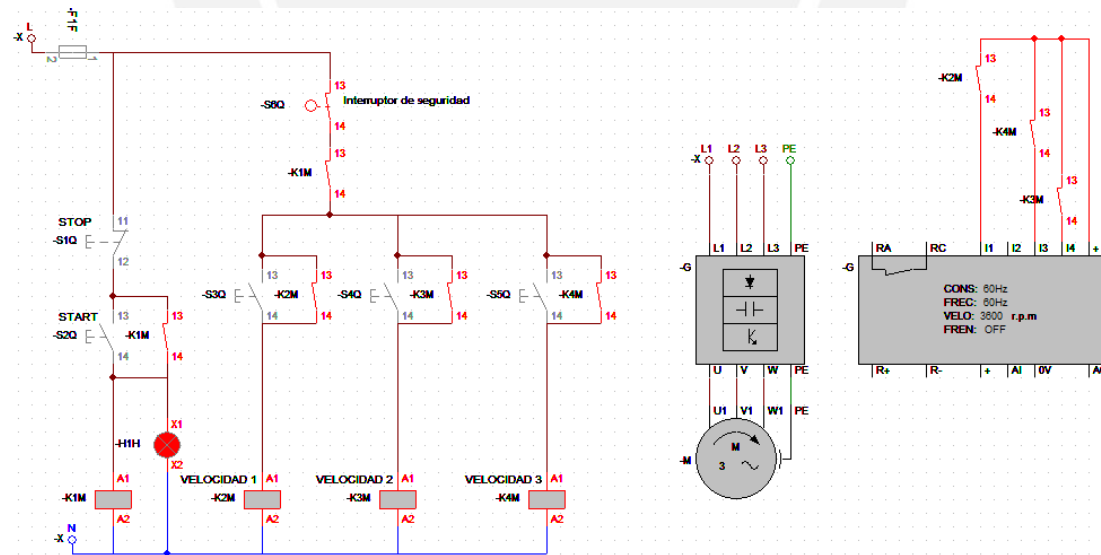 -F1F
L
-X
2 1
13
-S6Q Interruptor de seguridad
14
13
-K1M
14
STOP 11
-S1Q
12
START 13 13
-S2Q -K1M
14 14
13 13 13 13 13 13
-S3Q -K2M -S4Q -K3M -S5Q -K4M
14 14 14 14 14 14
X1
-H1H
X2
A1 VELOCIDAD 1 A1 VELOCIDAD 2 A1 VELOCIDAD 3 A1
-K1M -K2M -K3M -K4M
A2 A2 A2 A2
N
-X
L1 L2 L3 PE
-X
L1 L2 L3 PE
-G
U V W PE
U1 V1 W1 PE
M
-M
3
13
-K2M
14
13
-K4M
14
13
-K3M
14
RA RC I1 I2 I3 I4 +
-G
CONS: 60Hz
FREC: 60Hz
VELO: 3600 r.p.m
FREN: OFF
R+ R- + AI 0V